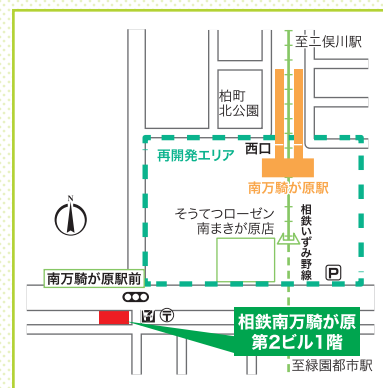 至二俣川駅
柏町
北公園
西口
再開発エリア
南万騎が原駅
そうてつローゼン
南まきが原店
相鉄いずみ野線
N
P
南万騎が原駅前
〒
相鉄南万騎が原
第2ビル1階
至緑園都市駅